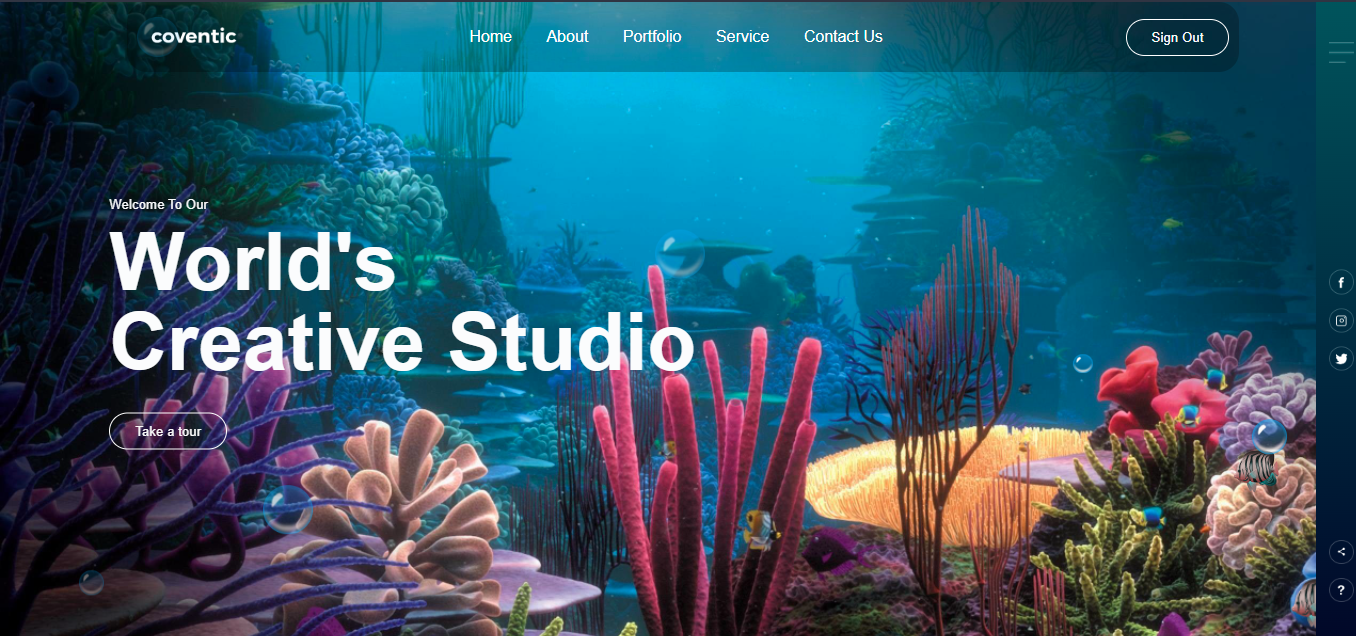 coventic
Home
About
Portfolio
Service
Contact Us
Sign Out
Welcome To Our
World's
Creative Studio
Take a tour
?